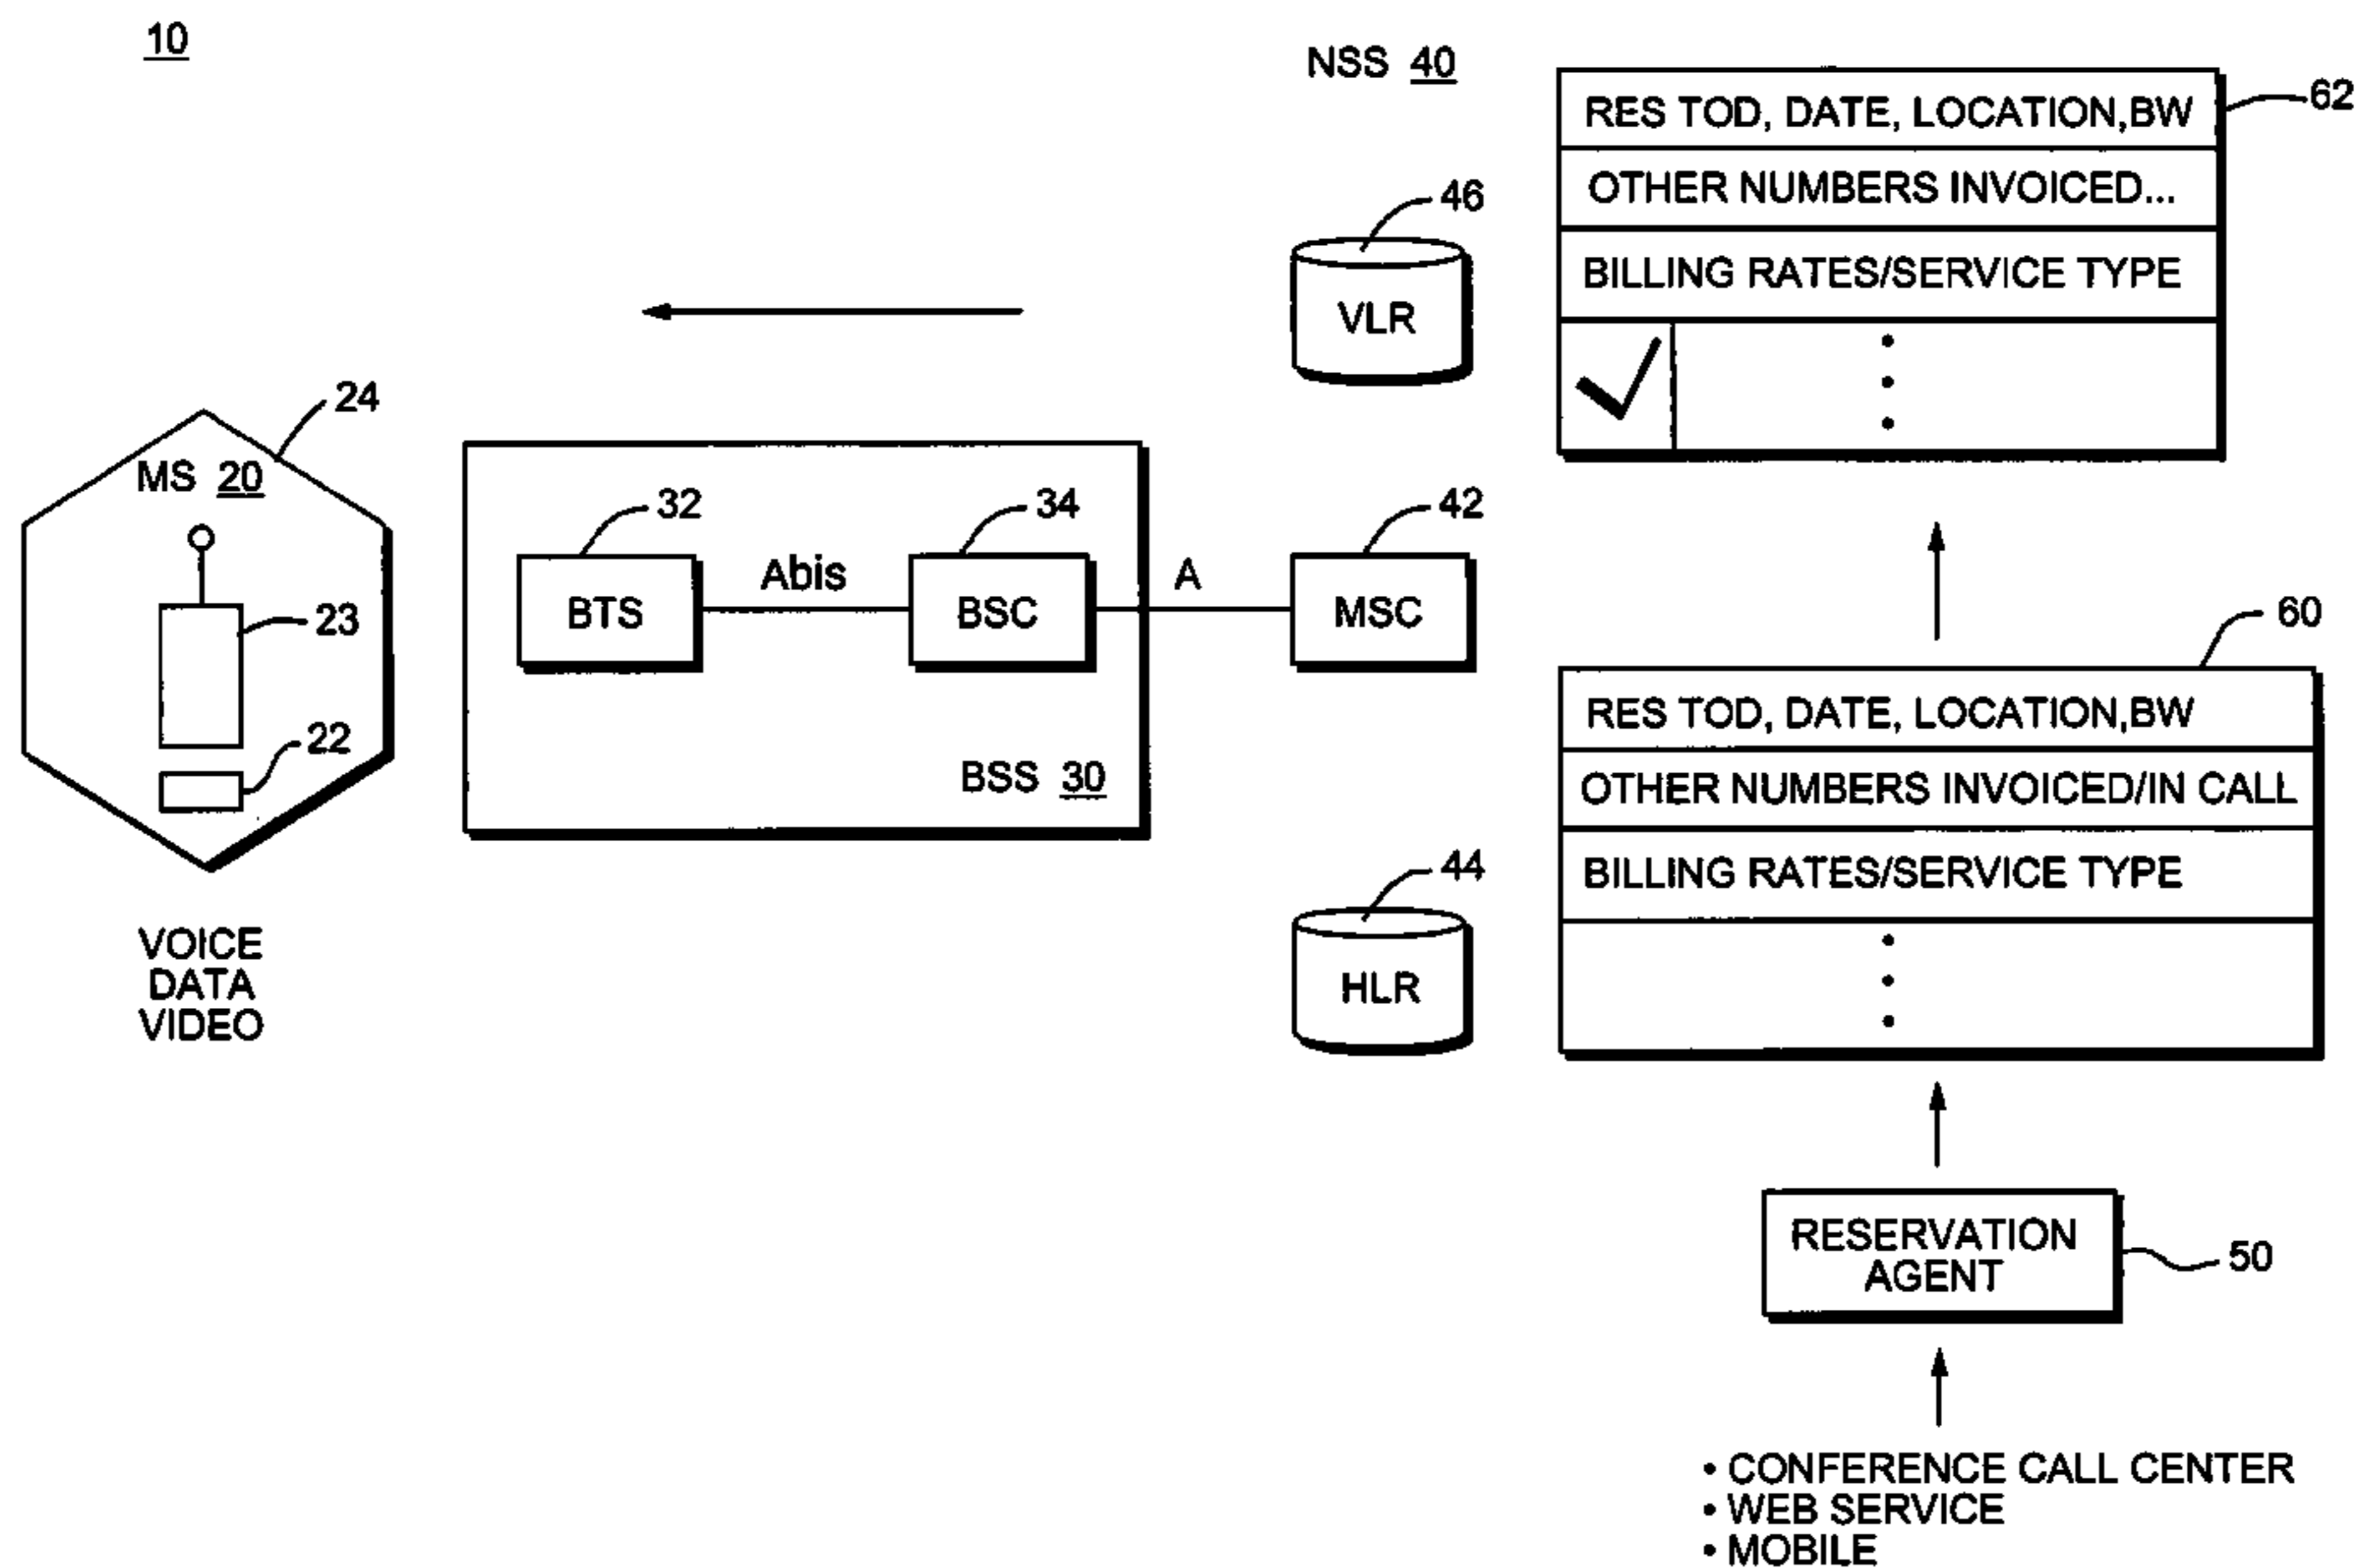 10
NSS 40
RES TOD, DATE, LOCATION,BW
62
OTHER NUMBERS INVOICED...
BILLING RATES/SERVICE TYPE
46
VLR
24
MS 20
23
22
VOICE
DATA
VIDEO
32
BTS
Abis
34
BSC
A
42
MSC
BSS 30
44
HLR
60
RES TOD, DATE, LOCATION,BW
OTHER NUMBERS INVOICED/IN CALL
BILLING RATES/SERVICE TYPE
RESERVATION
AGENT
50
• CONFERENCE CALL CENTER
• WEB SERVICE
• MOBILE